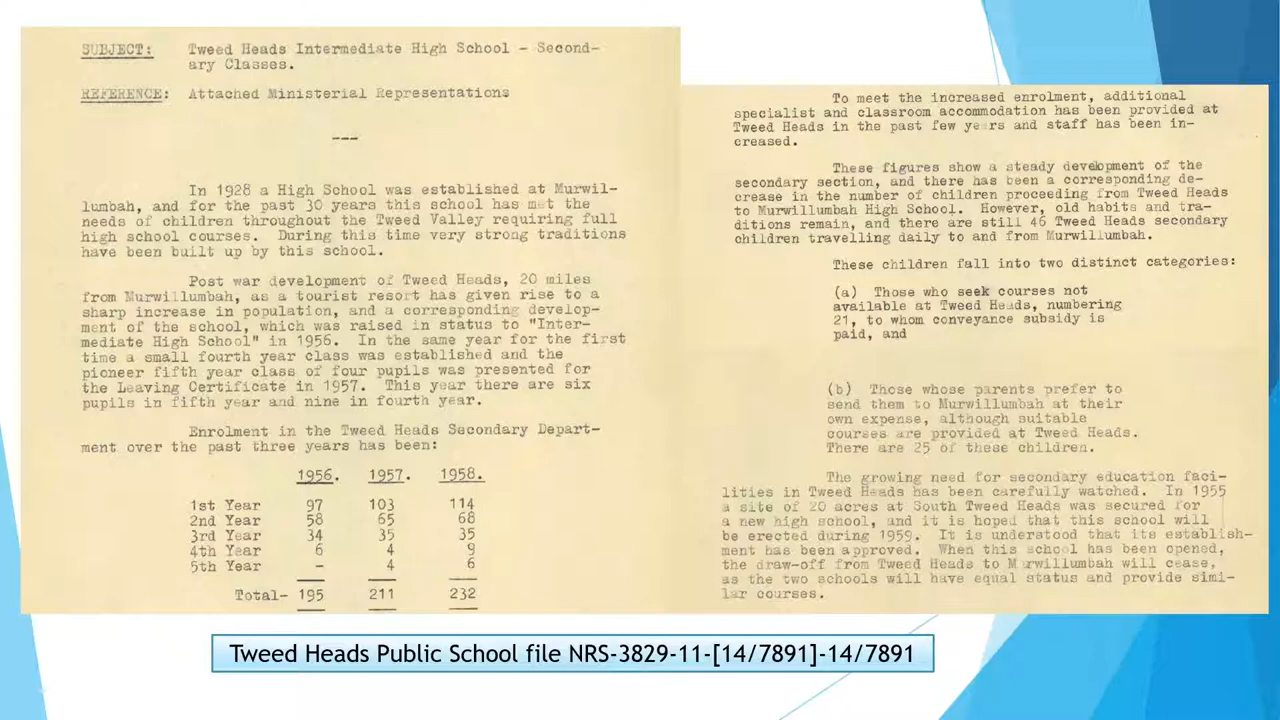 SUBJECT: Tweed Heads Intermediate High School - Second-
ary Classes.
REFERENCE: Attached Ministerial Representations
---
In 1928 a High School was established at Murwil-
lumbah, and for the past 30 years this school has met the
needs of children throughout the Tweed Valley requiring full
high school courses. During this time very strong traditions
have been built up by this school.
Post war development of Tweed Heads, 20 miles
from Murwillumbah, as a tourist resort has given rise to a
sharp increase in population, and a corresponding develop-
ment of the school, which was raised in status to "Inter-
mediate High School" in 1956. In the same year for the first
time a small fourth year class was established and the
pioneer fifth year class of four pupils was presented for
the Leaving Certificate in 1957. This year there are six
pupils in fifth year and nine in fourth year.
Enrolment in the Tweed Heads Secondary Depart-
ment over the past three years has been:
1956. 1957. 1958.
1st Year 97 103 114
2nd Year 58 65 68
3rd Year 34 35 35
4th Year 6 4 9
5th Year - 4 6
Total- 195 211 232
To meet the increased enrolment, additional
specialist and classroom accommodation has been provided at
Tweed Heads in the past few years and staff has been in-
creased.
These figures show a steady development of the
secondary section, and there has been a corresponding de-
crease in the number of children proceeding from Tweed Heads
to Murwillumbah High School. However, old habits and tra-
ditions remain, and there are still 46 Tweed Heads secondary
children travelling daily to and from Murwillumbah.
These children fall into two distinct categories:
(a) Those who seek courses not
available at Tweed Heads, numbering
21, to whom conveyance subsidy is
paid, and
(b) Those whose parents prefer to
send them to Murwillumbah at their
own expense, although suitable
courses are provided at Tweed Heads.
There are 25 of these children.
The growing need for secondary education faci-
lities in Tweed Heads has been carefully watched. In 1955
a site of 20 acres at South Tweed Heads was secured for
a new high school, and it is hoped that this school will
be erected during 1959. It is understood that its establish-
ment has been approved. When this school has been opened,
the draw-off from Tweed Heads to Murwillumbah will cease,
as the two schools will have equal status and provide simi-
lar courses.
Tweed Heads Public School file NRS-3829-11-[14/7891]-14/7891